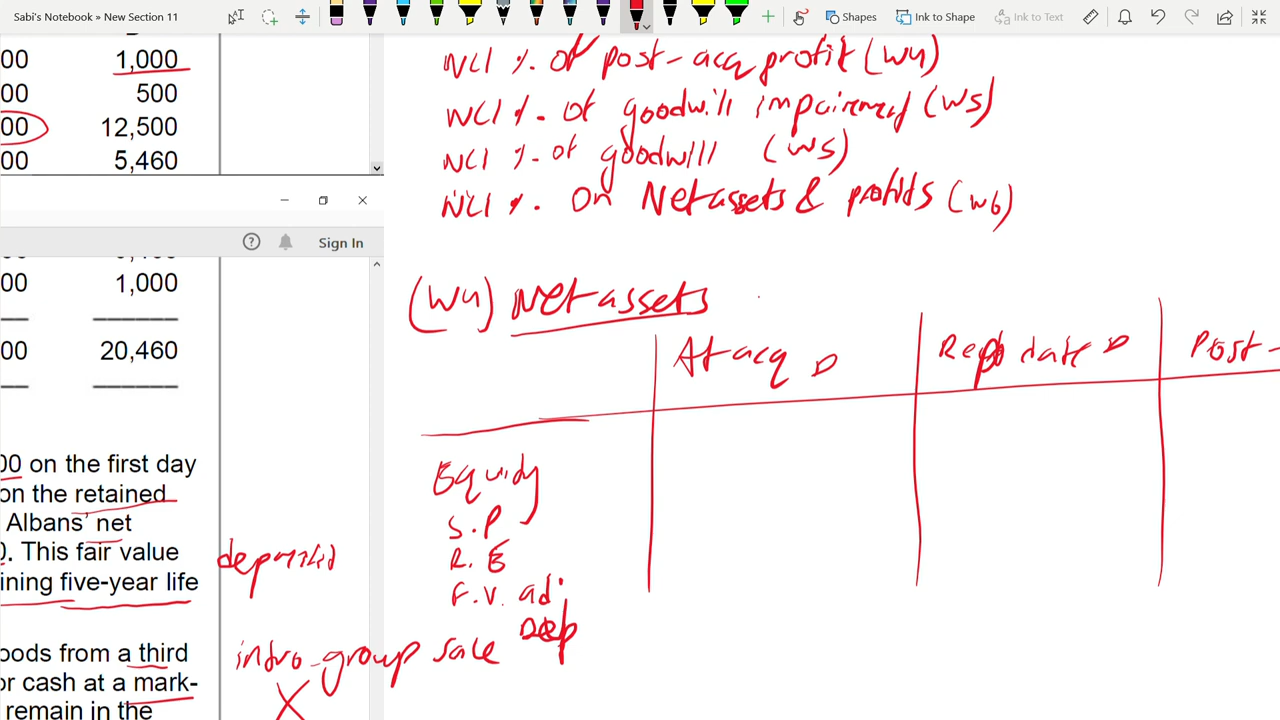 Sabi's Notebook » New Section 11
Shapes
Ink to Shape
Ink to Text
00 1,000
00 500
00 12,500
00 5,460
Sign In
00 1,000
00 20,460
00 on the first day
on the retained
Albans' net
0. This fair value
ining five-year life
oods from a third
or cash at a mark-
remain in the
depreciated
intra-group sale
X
NCI %. of post-acq profit (W4)
NCI %. of goodwill impairment (W5)
NCI %. of goodwill (W5)
NCI %. on Net assets & profits (W6)
(W4) Net assets
At acq D
Rep date D
Post-
Equity
S.P
R.E
F.V. adj
Dep